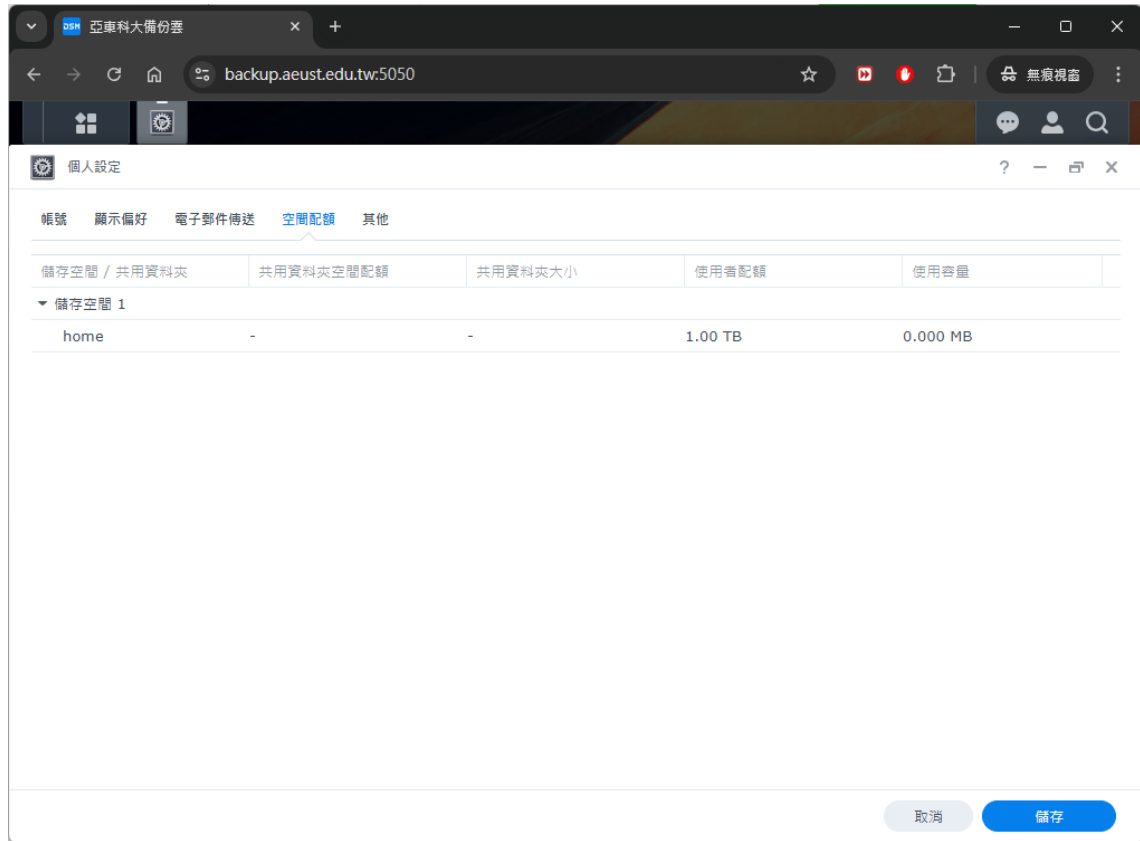 DSM 亞東科大備份雲
backup.aeust.edu.tw:5050 無痕視窗
個人設定
帳號 顯示偏好 電子郵件傳送 空間配額 其他
儲存空間 / 共用資料夾 共用資料夾空間配額 共用資料夾大小 使用者配額 使用容量
儲存空間 1
home - - 1.00 TB 0.000 MB
取消 儲存